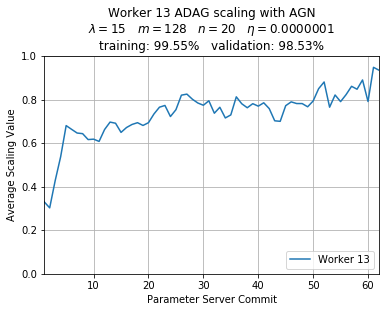 Worker 13 ADAG scaling with AGN
λ = 15 m = 128 n = 20 η = 0.0000001
training: 99.55% validation: 98.53%
1.0
0.8
0.6
0.4
0.2
0.0
Average Scaling Value
Worker 13
10 20 30 40 50 60
Parameter Server Commit